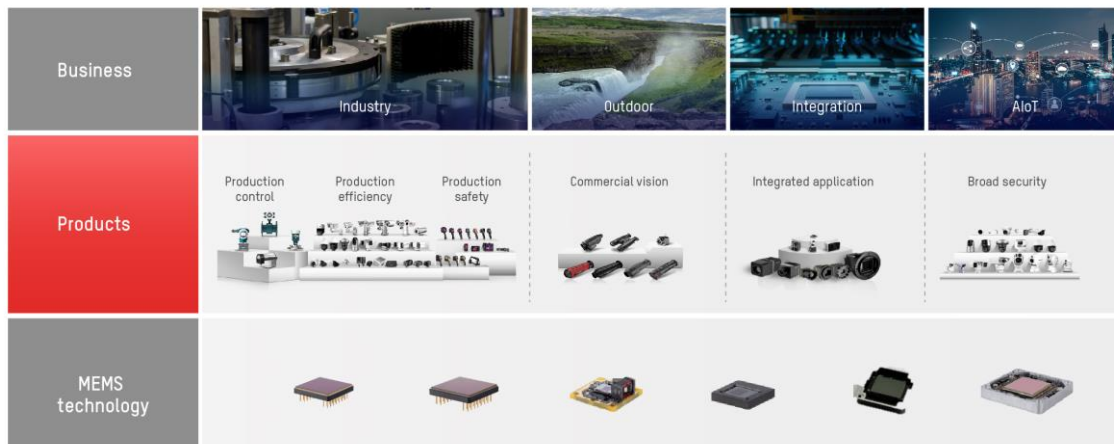 Business
Industry
Outdoor
Integration
AIoT
Products
Production
control
Production
efficiency
Production
safety
Commercial vision
Integrated application
Broad security
MEMS
technology